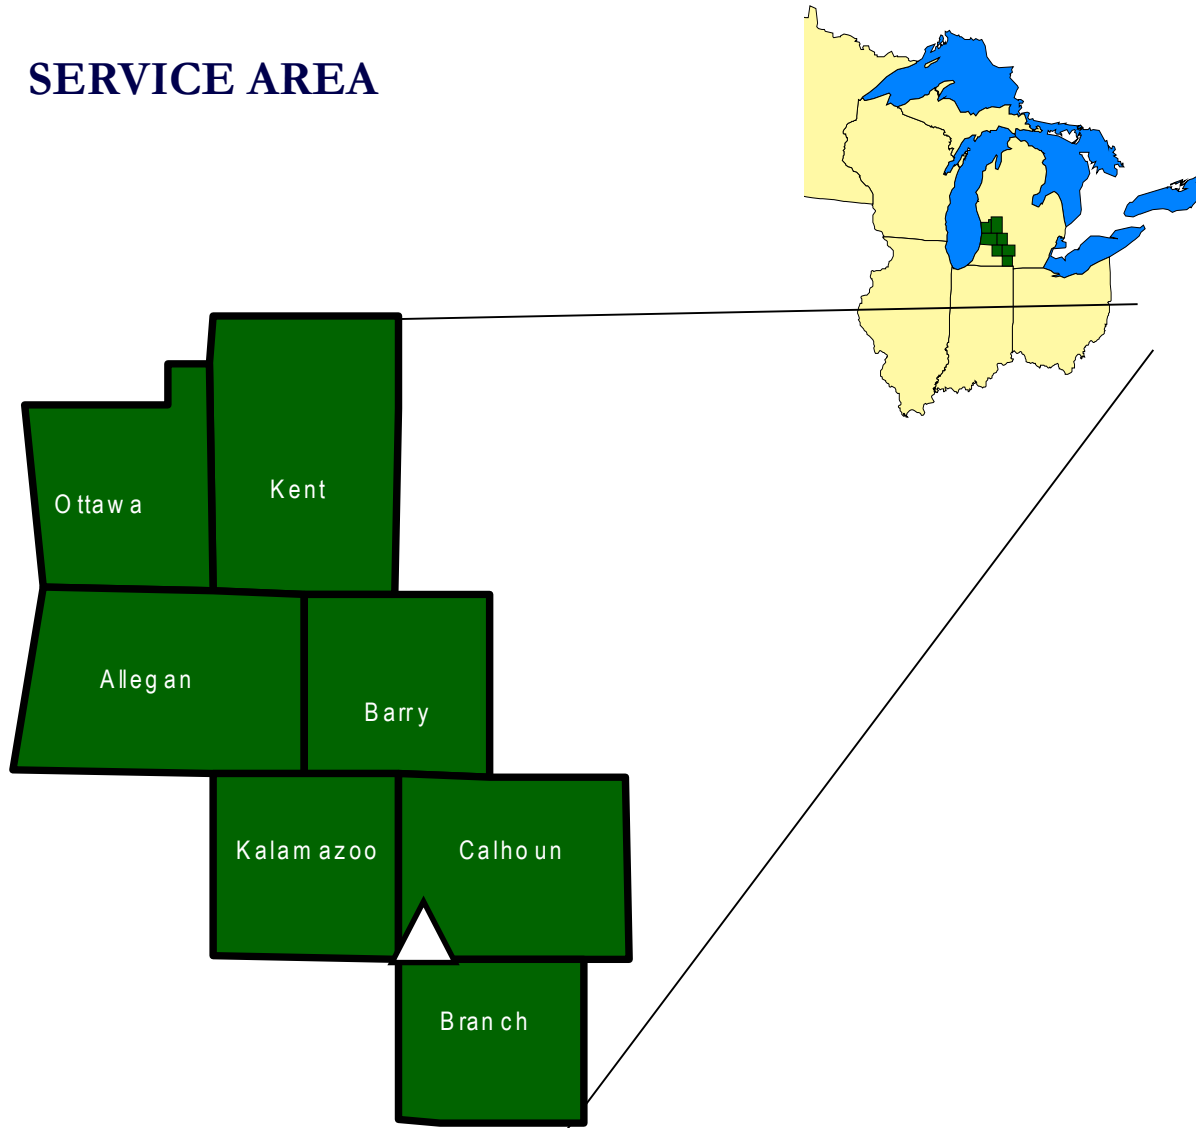 SERVICE AREA
Kent
Ottawa
Allegan
Barry
Kalamazoo
Calhoun
Branch